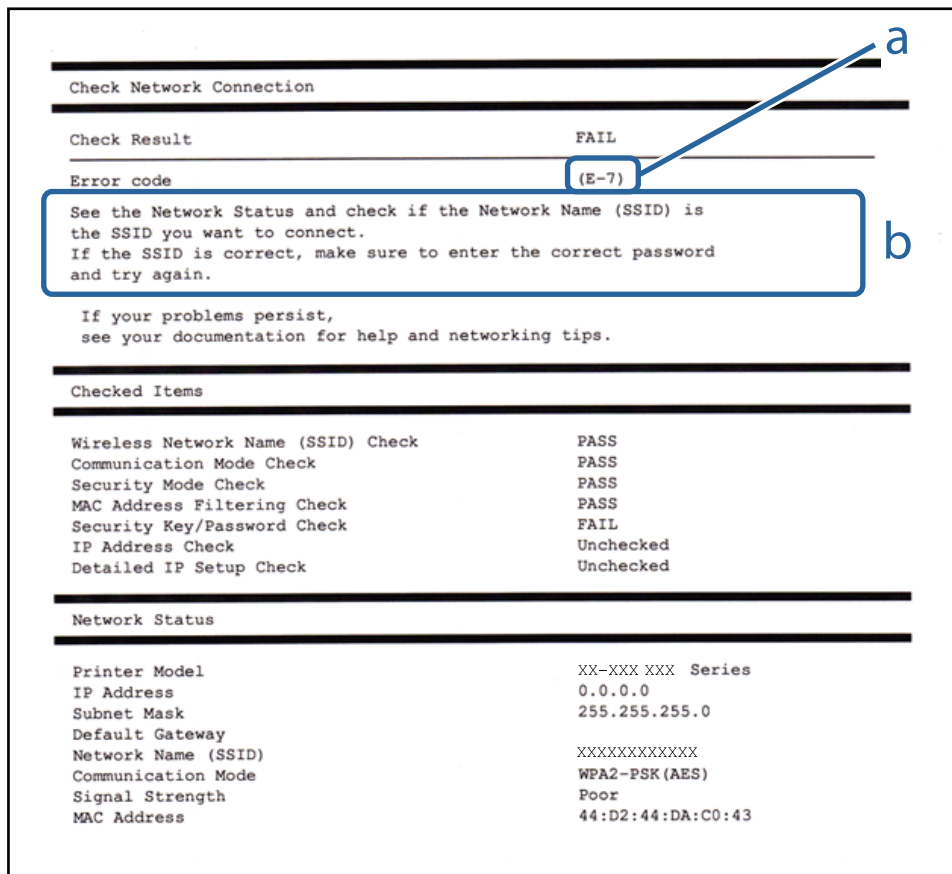 a
Check Network Connection
Check Result FAIL
Error code (E-7)
See the Network Status and check if the Network Name (SSID) is
the SSID you want to connect.
If the SSID is correct, make sure to enter the correct password
and try again.
b
If your problems persist,
see your documentation for help and networking tips.
Checked Items
Wireless Network Name (SSID) Check PASS
Communication Mode Check PASS
Security Mode Check PASS
MAC Address Filtering Check PASS
Security Key/Password Check FAIL
IP Address Check Unchecked
Detailed IP Setup Check Unchecked
Network Status
Printer Model XX-XXX XXX Series
IP Address 0.0.0.0
Subnet Mask 255.255.255.0
Default Gateway
Network Name (SSID) XXXXXXXXXXXX
Communication Mode WPA2-PSK(AES)
Signal Strength Poor
MAC Address 44:D2:44:DA:C0:43